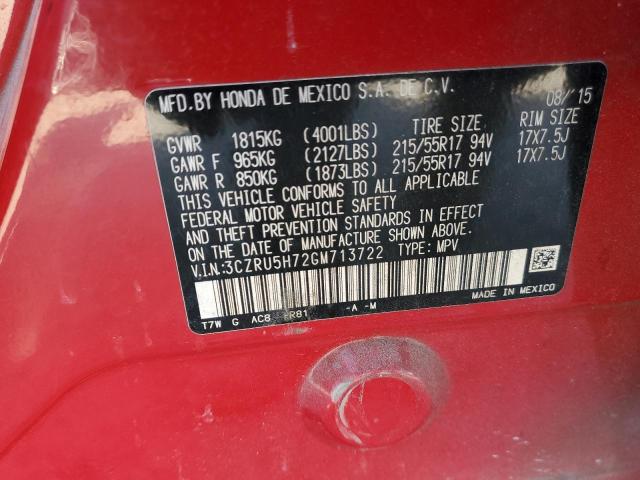 MFD.BY HONDA DE MEXICO S.A. DE C.V. 08/'15
GVWR 1815KG (4001LBS) TIRE SIZE RIM SIZE
GAWR F 965KG (2127LBS) 215/55R17 94V 17X7.5J
GAWR R 850KG (1873LBS) 215/55R17 94V 17X7.5J
THIS VEHICLE CONFORMS TO ALL APPLICABLE
FEDERAL MOTOR VEHICLE SAFETY
AND THEFT PREVENTION STANDARDS IN EFFECT
ON THE DATE OF MANUFACTURE SHOWN ABOVE.
V.I.N.:3CZRU5H72GM713722 TYPE: MPV
MADE IN MEXICO
T7W G AC8 -A -M